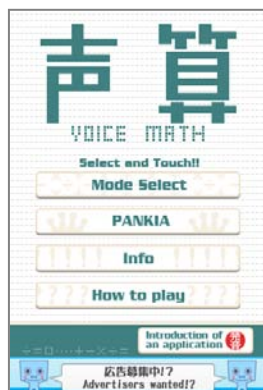 声算
VOICE MATH
Select and Touch!!
Mode Select
PANKIA
Info
How to play
Introduction of
an application
広告募集中!?
Advertisers wanted!?